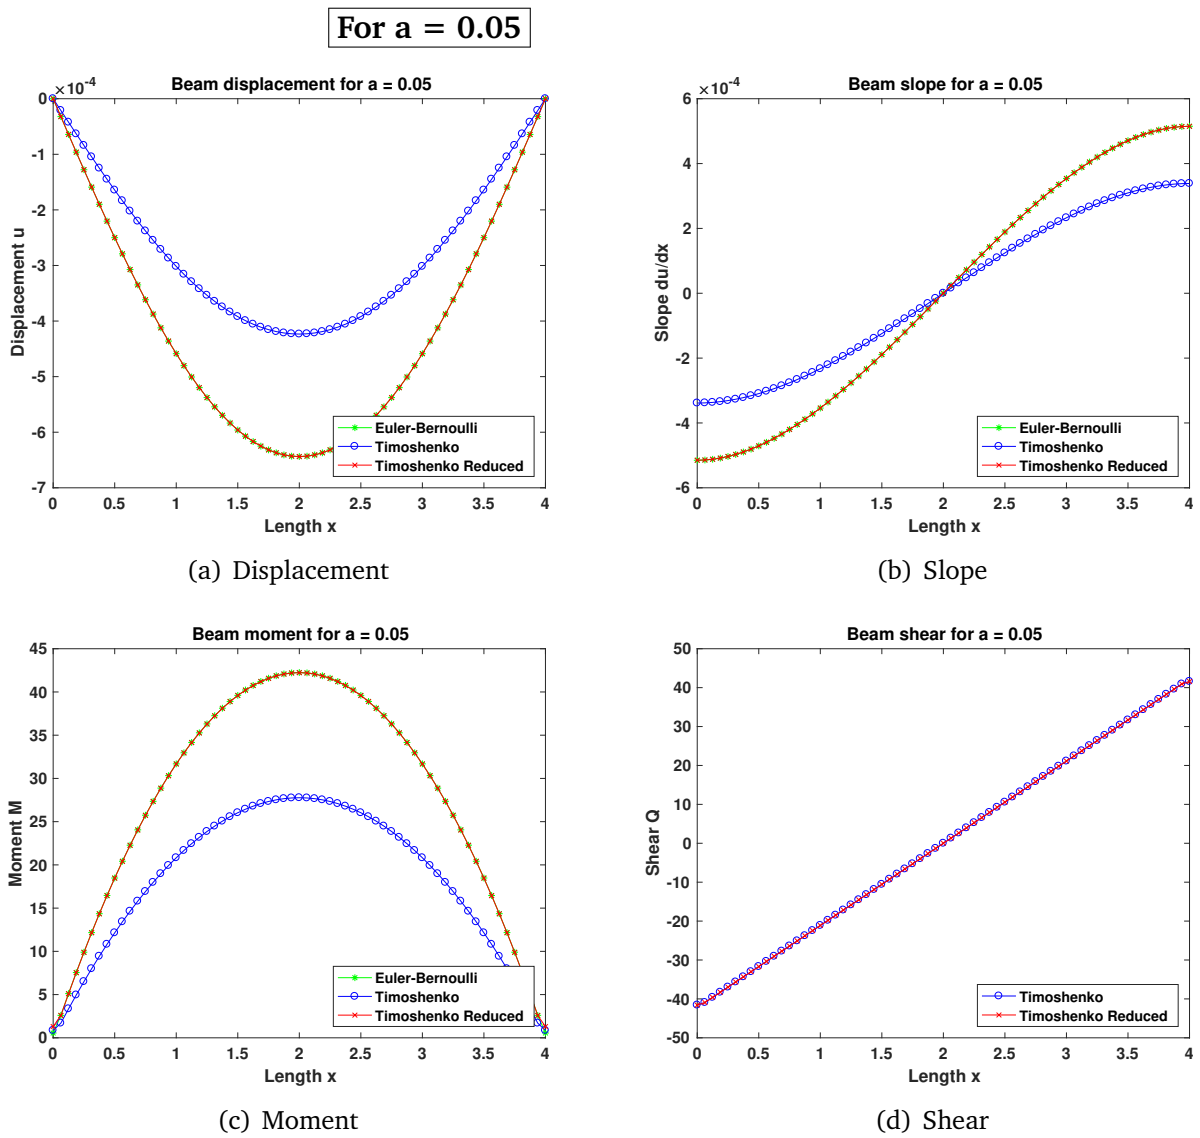 For a = 0.05
Beam displacement for a = 0.05
×10⁻⁴
0
-1
-2
-3
-4
-5
-6
-7
Displacement u
0 0.5 1 1.5 2 2.5 3 3.5 4
Length x
Euler-Bernoulli
Timoshenko
Timoshenko Reduced
(a) Displacement
Beam slope for a = 0.05
×10⁻⁴
6
4
2
0
-2
-4
-6
Slope du/dx
0 0.5 1 1.5 2 2.5 3 3.5 4
Length x
Euler-Bernoulli
Timoshenko
Timoshenko Reduced
(b) Slope
Beam moment for a = 0.05
45
40
35
30
25
20
15
10
5
0
Moment M
0 0.5 1 1.5 2 2.5 3 3.5 4
Length x
Euler-Bernoulli
Timoshenko
Timoshenko Reduced
(c) Moment
Beam shear for a = 0.05
50
40
30
20
10
0
-10
-20
-30
-40
-50
Shear Q
0 0.5 1 1.5 2 2.5 3 3.5 4
Length x
Timoshenko
Timoshenko Reduced
(d) Shear